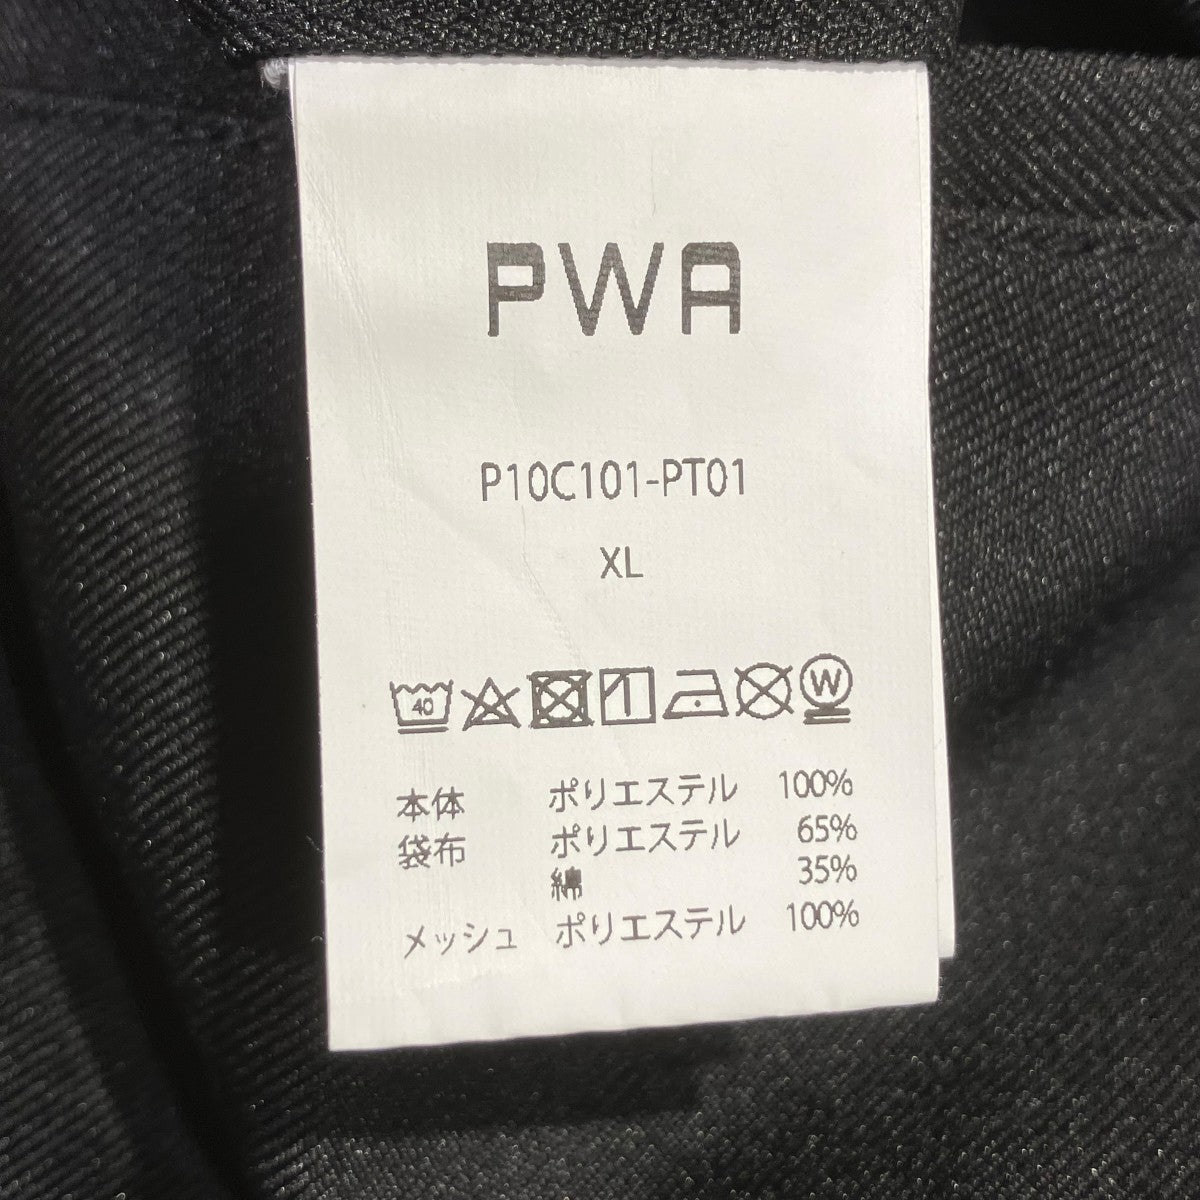 PWA
P10C101-PT01
XL
40 W
本体 ポリエステル 100%
袋布 ポリエステル 65%
綿 35%
メッシュ ポリエステル 100%